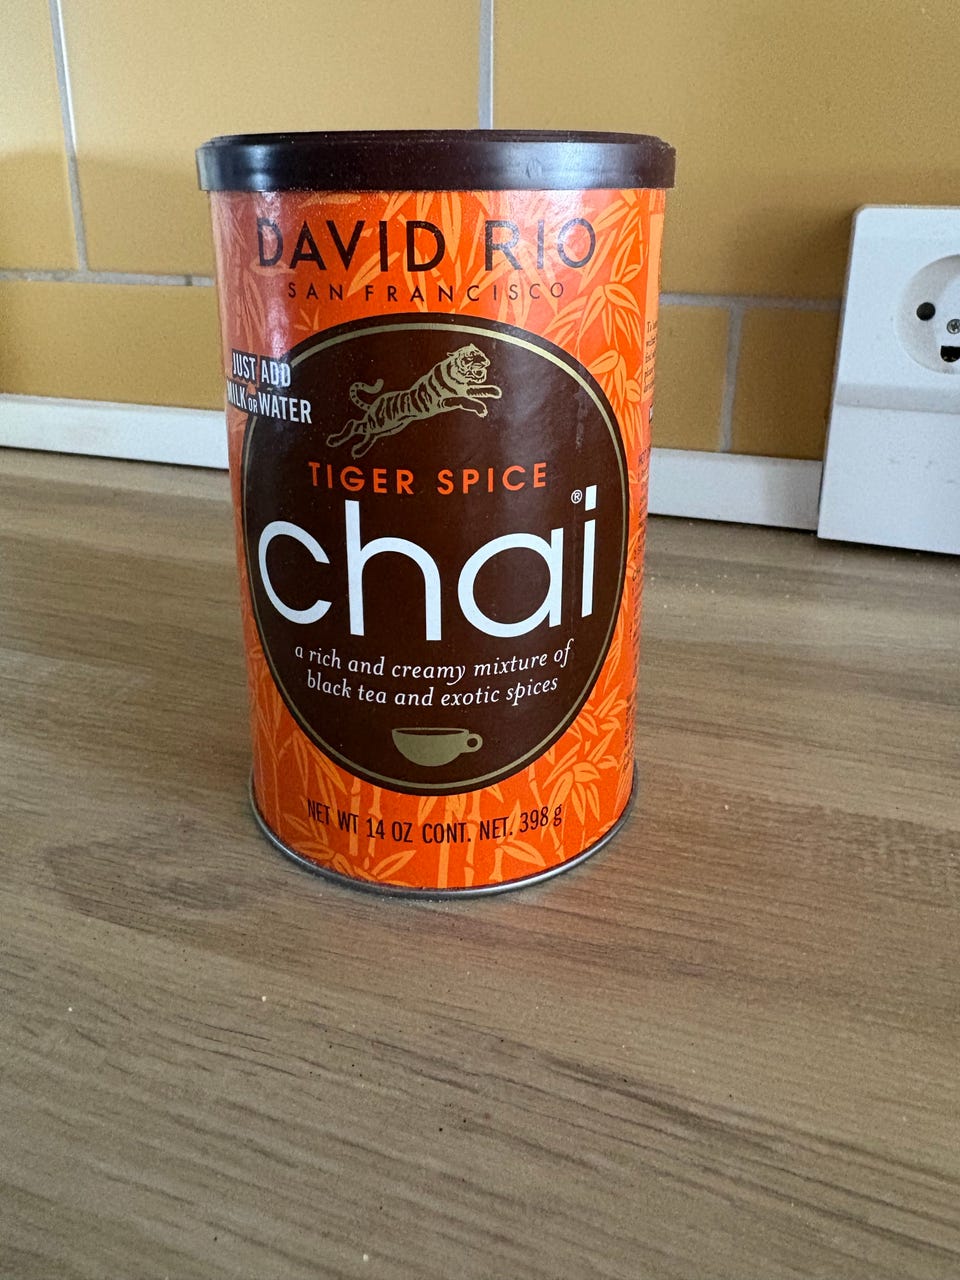 DAVID RIO
SAN FRANCISCO
JUST ADD
MILK OR WATER
TIGER SPICE
chai®
a rich and creamy mixture of
black tea and exotic spices
NET WT 14 OZ CONT. NET. 398 g